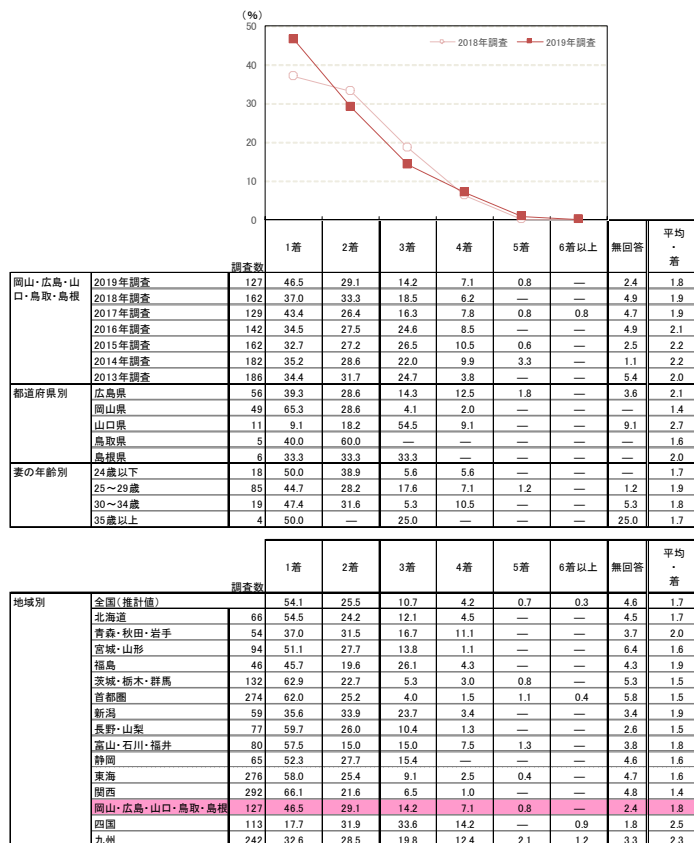 (%)
50
40
30
20
10
0
2018年調査 2019年調査
調査数 1着 2着 3着 4着 5着 6着以上 無回答 平均・着
岡山・広島・山口・鳥取・島根 2019年調査 127 46.5 29.1 14.2 7.1 0.8 — 2.4 1.8
2018年調査 162 37.0 33.3 18.5 6.2 — — 4.9 1.9
2017年調査 129 43.4 26.4 16.3 7.8 0.8 0.8 4.7 1.9
2016年調査 142 34.5 27.5 24.6 8.5 — — 4.9 2.1
2015年調査 162 32.7 27.2 26.5 10.5 0.6 — 2.5 2.2
2014年調査 182 35.2 28.6 22.0 9.9 3.3 — 1.1 2.2
2013年調査 186 34.4 31.7 24.7 3.8 — — 5.4 2.0
都道府県別 広島県 56 39.3 28.6 14.3 12.5 1.8 — 3.6 2.1
岡山県 49 65.3 28.6 4.1 2.0 — — — 1.4
山口県 11 9.1 18.2 54.5 9.1 — — 9.1 2.7
鳥取県 5 40.0 60.0 — — — — — 1.6
島根県 6 33.3 33.3 33.3 — — — — 2.0
妻の年齢別 24歳以下 18 50.0 38.9 5.6 5.6 — — — 1.7
25～29歳 85 44.7 28.2 17.6 7.1 1.2 — 1.2 1.9
30～34歳 19 47.4 31.6 5.3 10.5 — — 5.3 1.8
35歳以上 4 50.0 — 25.0 — — — 25.0 1.7
調査数 1着 2着 3着 4着 5着 6着以上 無回答 平均・着
地域別 全国(推計値) 54.1 25.5 10.7 4.2 0.7 0.3 4.6 1.7
北海道 66 54.5 24.2 12.1 4.5 — — 4.5 1.7
青森・秋田・岩手 54 37.0 31.5 16.7 11.1 — — 3.7 2.0
宮城・山形 94 51.1 27.7 13.8 1.1 — — 6.4 1.6
福島 46 45.7 19.6 26.1 4.3 — — 4.3 1.9
茨城・栃木・群馬 132 62.9 22.7 5.3 3.0 0.8 — 5.3 1.5
首都圏 274 62.0 25.2 4.0 1.5 1.1 0.4 5.8 1.5
新潟 59 35.6 33.9 23.7 3.4 — — 3.4 1.9
長野・山梨 77 59.7 26.0 10.4 1.3 — — 2.6 1.5
富山・石川・福井 80 57.5 15.0 15.0 7.5 1.3 — 3.8 1.8
静岡 65 52.3 27.7 15.4 — — — 4.6 1.6
東海 276 58.0 25.4 9.1 2.5 0.4 — 4.7 1.6
関西 292 66.1 21.6 6.5 1.0 — — 4.8 1.4
岡山・広島・山口・鳥取・島根 127 46.5 29.1 14.2 7.1 0.8 — 2.4 1.8
四国 113 17.7 31.9 33.6 14.2 — 0.9 1.8 2.5
九州 242 32.6 28.5 19.8 12.4 2.1 1.2 3.3 2.3